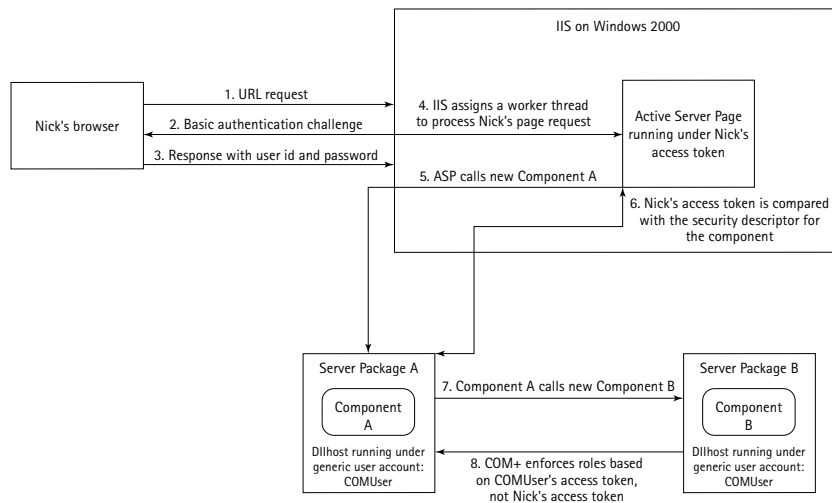 IIS on Windows 2000
1. URL request
Nick's browser
2. Basic authentication challenge
3. Response with user id and password
4. IIS assigns a worker thread
to process Nick's page request
Active Server Page
running under Nick's
access token
5. ASP calls new Component A
6. Nick's access token is compared
with the security descriptor for
the component
Server Package A
Component
A
Dllhost running under
generic user account:
COMUser
7. Component A calls new Component B
Server Package B
Component
B
Dllhost running under
generic user account:
COMUser
8. COM+ enforces roles based
on COMUser's access token,
not Nick's access token